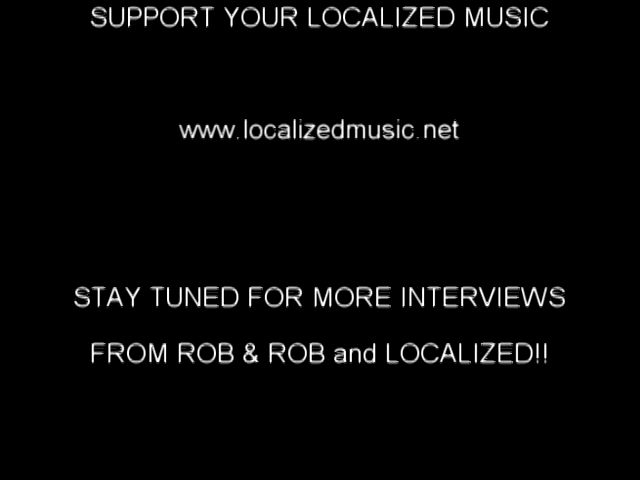 SUPPORT YOUR LOCALIZED MUSIC
www.localizedmusic.net
STAY TUNED FOR MORE INTERVIEWS
FROM ROB & ROB and LOCALIZED!!